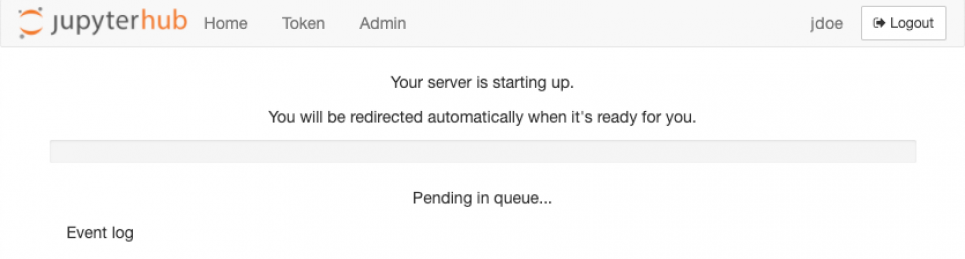 jupyterhub Home Token Admin jdoe Logout
Your server is starting up.
You will be redirected automatically when it's ready for you.
Pending in queue...
Event log